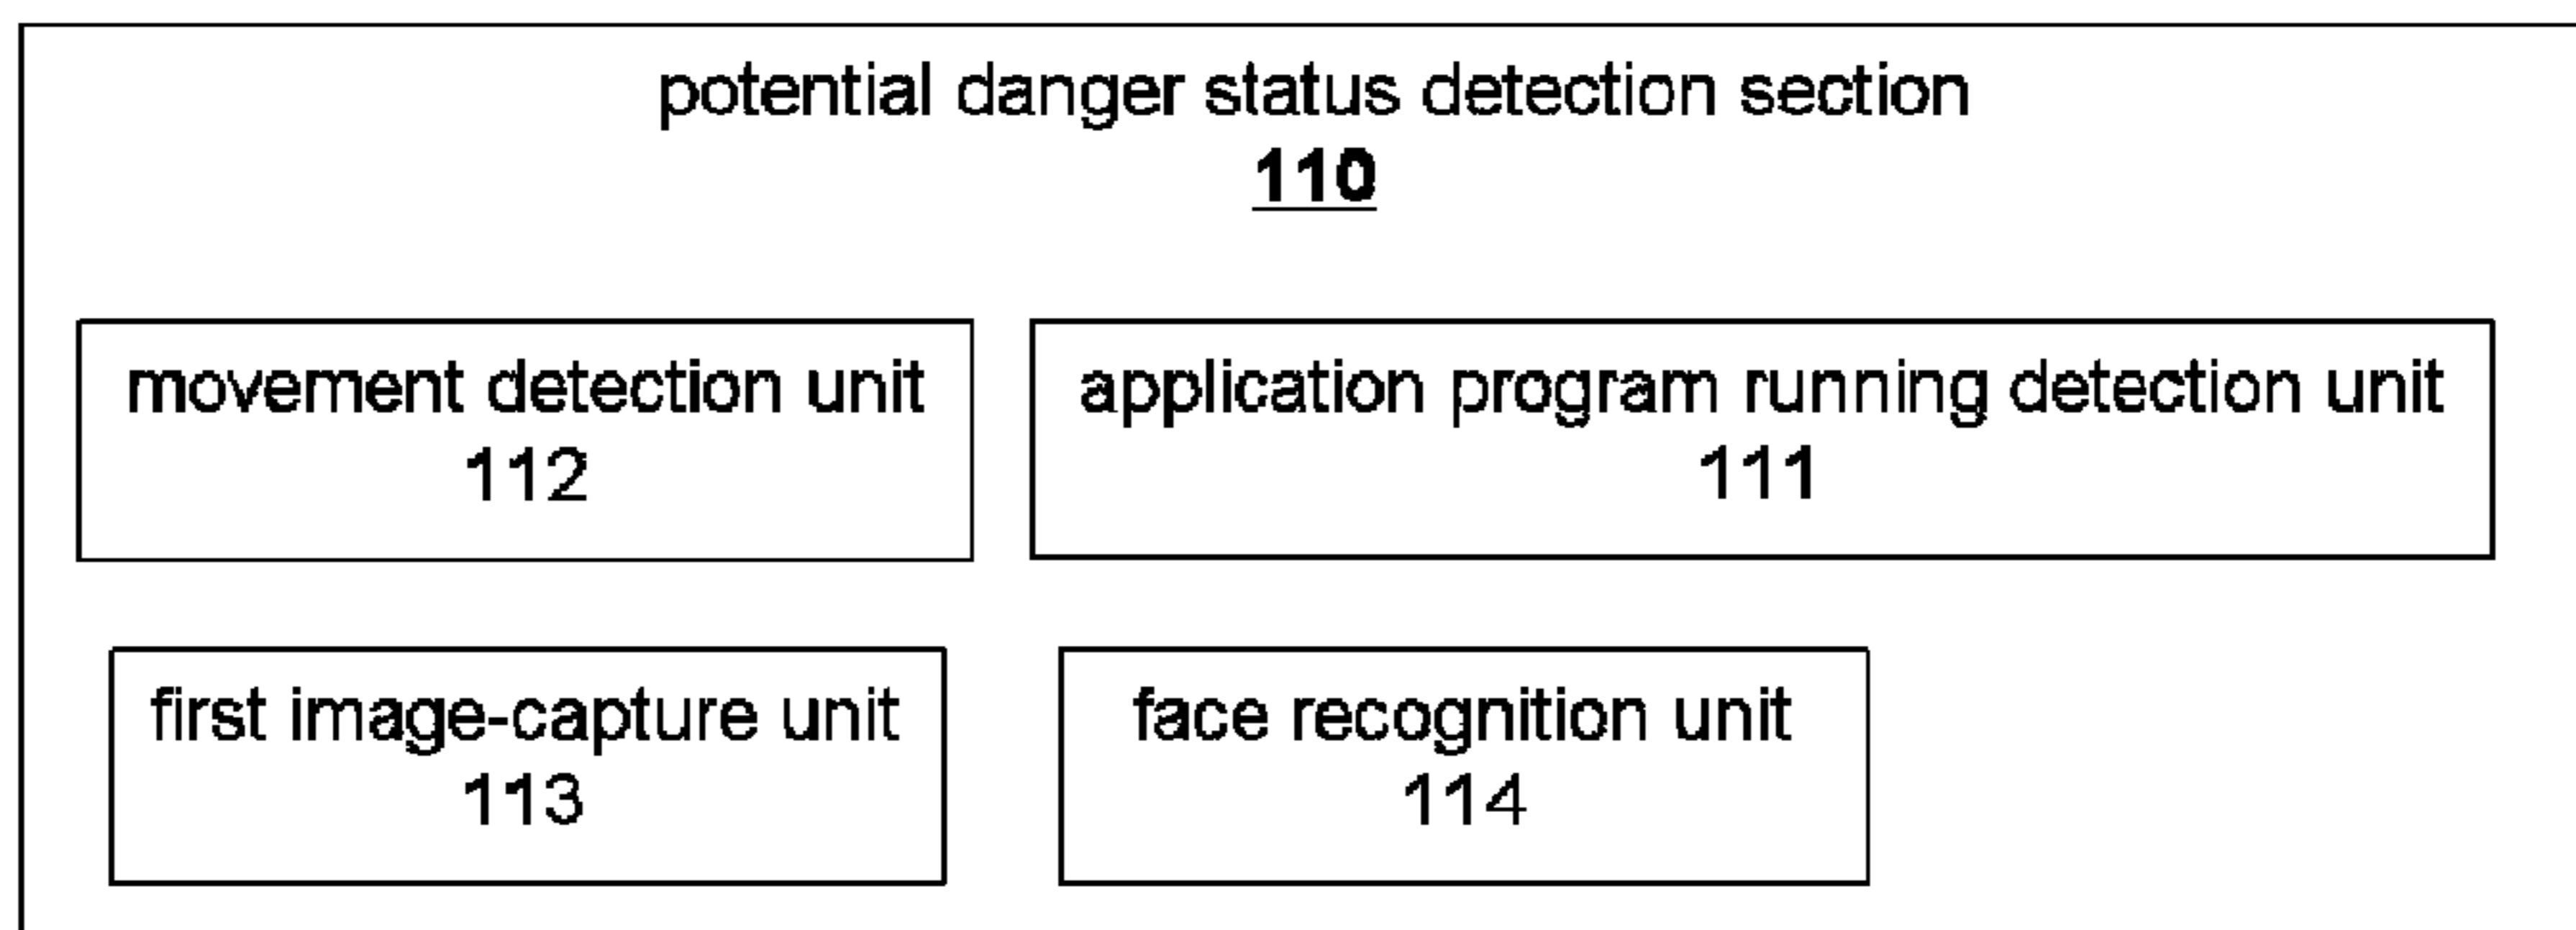 potential danger status detection section
110
movement detection unit
112
application program running detection unit
111
first image-capture unit
113
face recognition unit
114